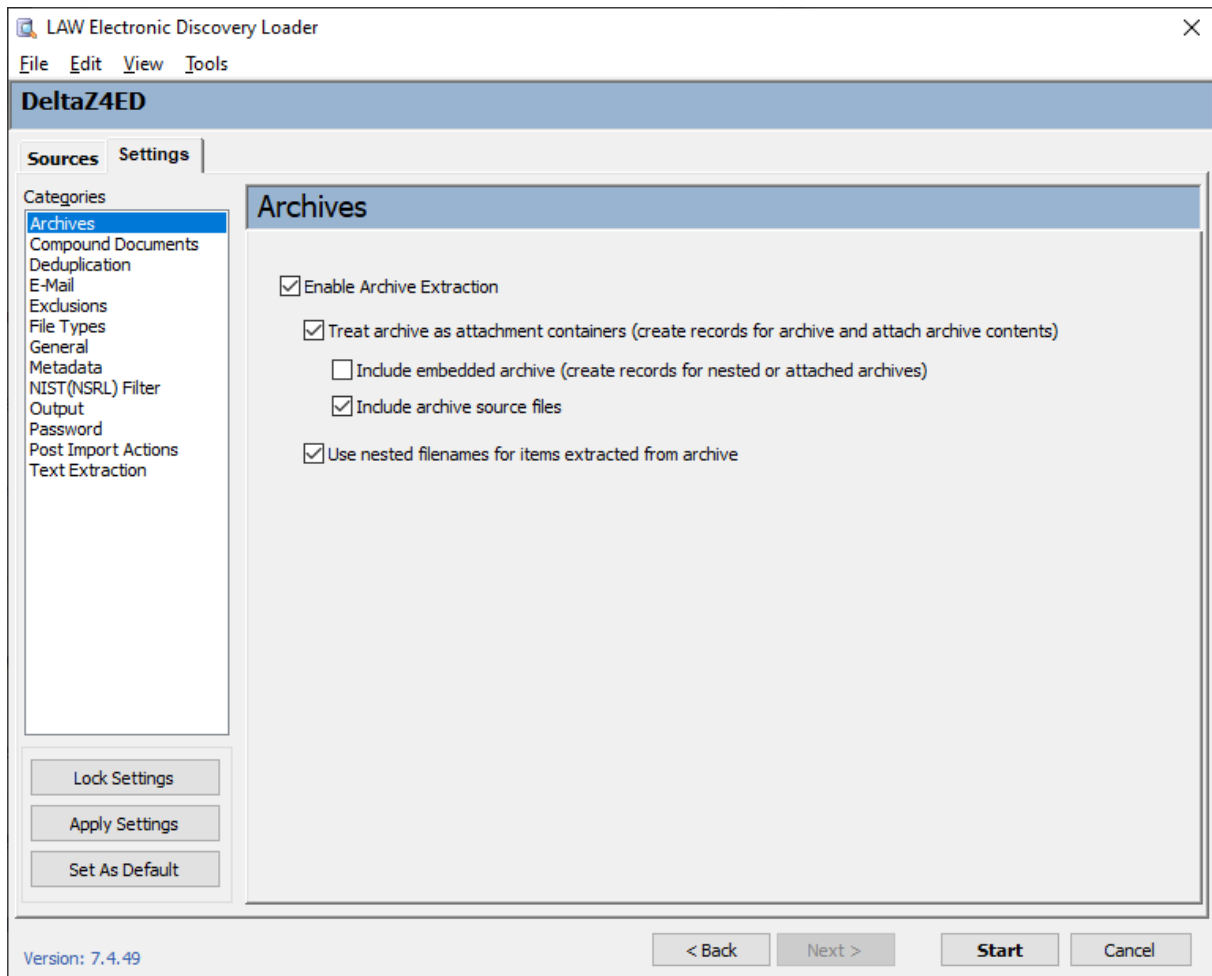 LAW Electronic Discovery Loader
File Edit View Tools
DeltaZ4ED
Sources Settings
Categories
Archives
Compound Documents
Deduplication
E-Mail
Exclusions
File Types
General
Metadata
NIST(NSRL) Filter
Output
Password
Post Import Actions
Text Extraction
Lock Settings
Apply Settings
Set As Default
Archives
Enable Archive Extraction
Treat archive as attachment containers (create records for archive and attach archive contents)
Include embedded archive (create records for nested or attached archives)
Include archive source files
Use nested filenames for items extracted from archive
Version: 7.4.49
< Back Next > Start Cancel